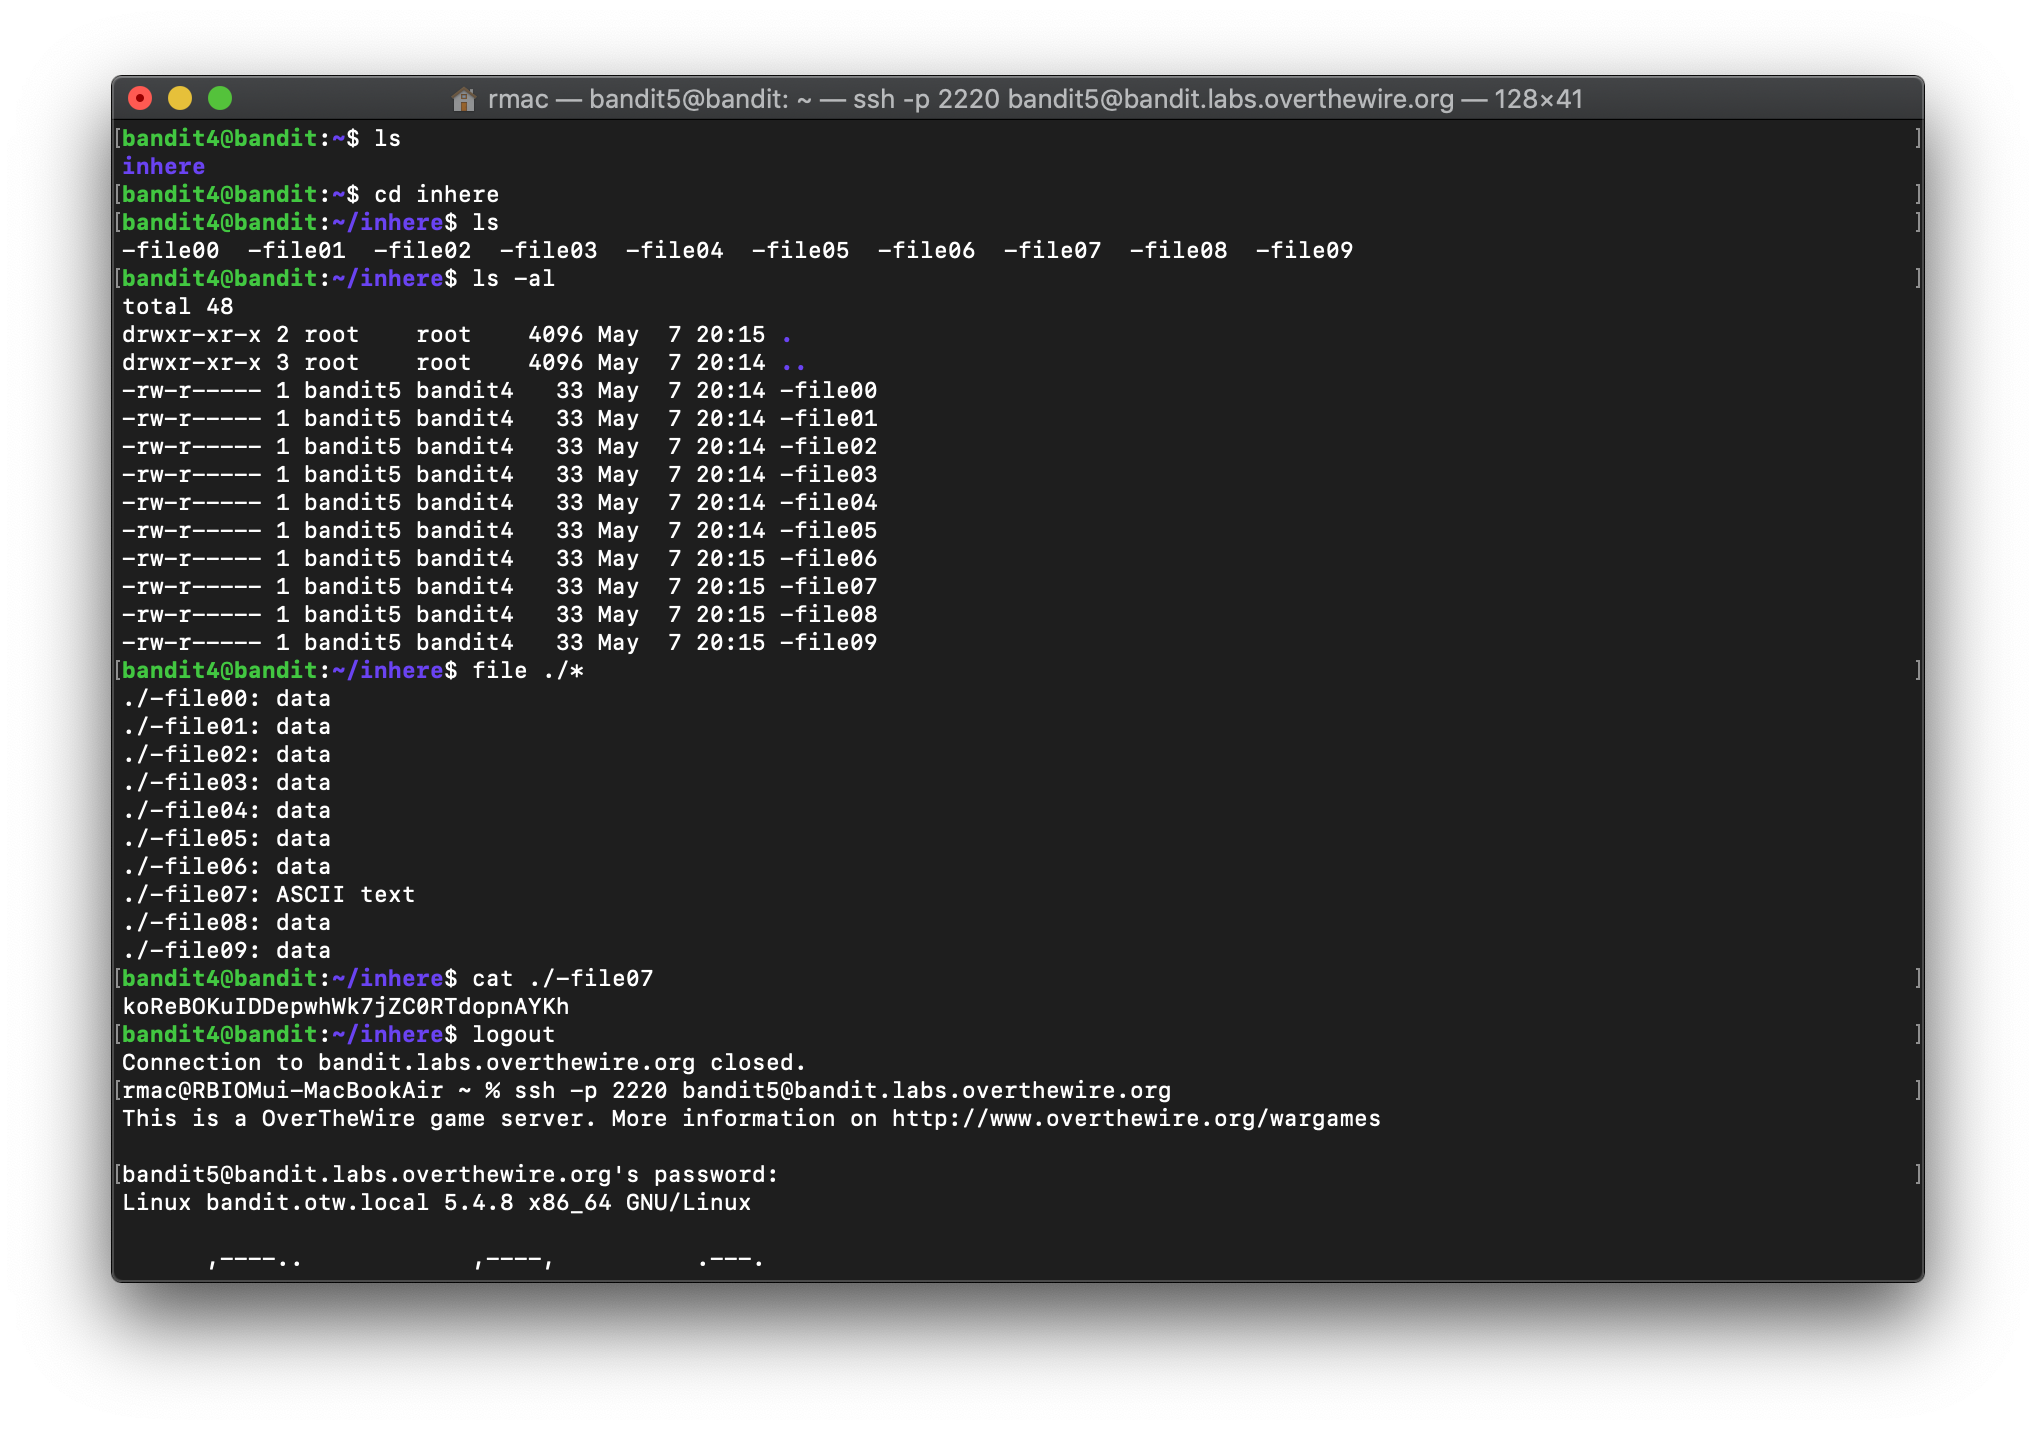 rmac — bandit5@bandit: ~ — ssh -p 2220 bandit5@bandit.labs.overthewire.org — 128×41
[bandit4@bandit:~$ ls ]
inhere
[bandit4@bandit:~$ cd inhere ]
[bandit4@bandit:~/inhere$ ls ]
-file00  -file01  -file02  -file03  -file04  -file05  -file06  -file07  -file08  -file09
[bandit4@bandit:~/inhere$ ls -al ]
total 48
drwxr-xr-x 2 root    root    4096 May  7 20:15 .
drwxr-xr-x 3 root    root    4096 May  7 20:14 ..
-rw-r----- 1 bandit5 bandit4   33 May  7 20:14 -file00
-rw-r----- 1 bandit5 bandit4   33 May  7 20:14 -file01
-rw-r----- 1 bandit5 bandit4   33 May  7 20:14 -file02
-rw-r----- 1 bandit5 bandit4   33 May  7 20:14 -file03
-rw-r----- 1 bandit5 bandit4   33 May  7 20:14 -file04
-rw-r----- 1 bandit5 bandit4   33 May  7 20:14 -file05
-rw-r----- 1 bandit5 bandit4   33 May  7 20:15 -file06
-rw-r----- 1 bandit5 bandit4   33 May  7 20:15 -file07
-rw-r----- 1 bandit5 bandit4   33 May  7 20:15 -file08
-rw-r----- 1 bandit5 bandit4   33 May  7 20:15 -file09
[bandit4@bandit:~/inhere$ file ./* ]
./-file00: data
./-file01: data
./-file02: data
./-file03: data
./-file04: data
./-file05: data
./-file06: data
./-file07: ASCII text
./-file08: data
./-file09: data
[bandit4@bandit:~/inhere$ cat ./-file07 ]
koReBOKuIDDepwhWk7jZC0RTdopnAYKh
[bandit4@bandit:~/inhere$ logout ]
Connection to bandit.labs.overthewire.org closed.
[rmac@RBIOMui-MacBookAir ~ % ssh -p 2220 bandit5@bandit.labs.overthewire.org ]
This is a OverTheWire game server. More information on http://www.overthewire.org/wargames
[bandit5@bandit.labs.overthewire.org's password: ]
Linux bandit.otw.local 5.4.8 x86_64 GNU/Linux
      ,----..            ,----,          .---.